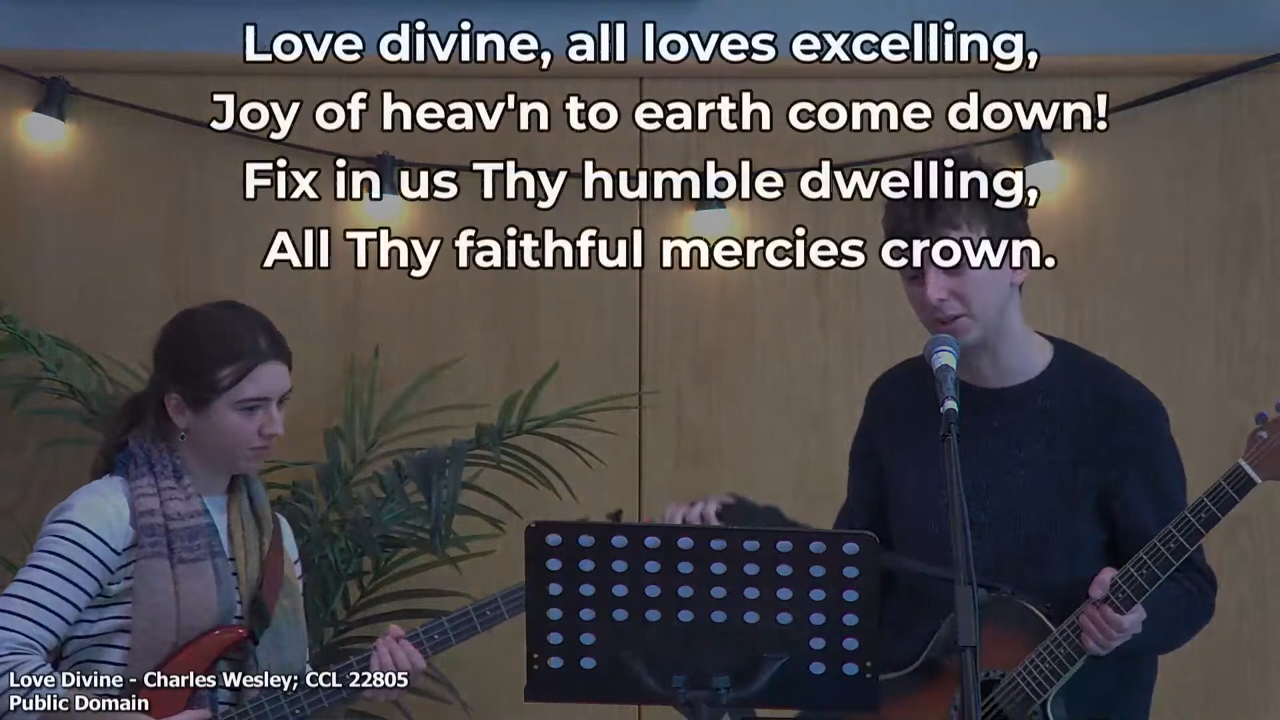 Love divine, all loves excelling,
Joy of heav'n to earth come down!
Fix in us Thy humble dwelling,
All Thy faithful mercies crown.
Love Divine - Charles Wesley; CCL 22805
Public Domain